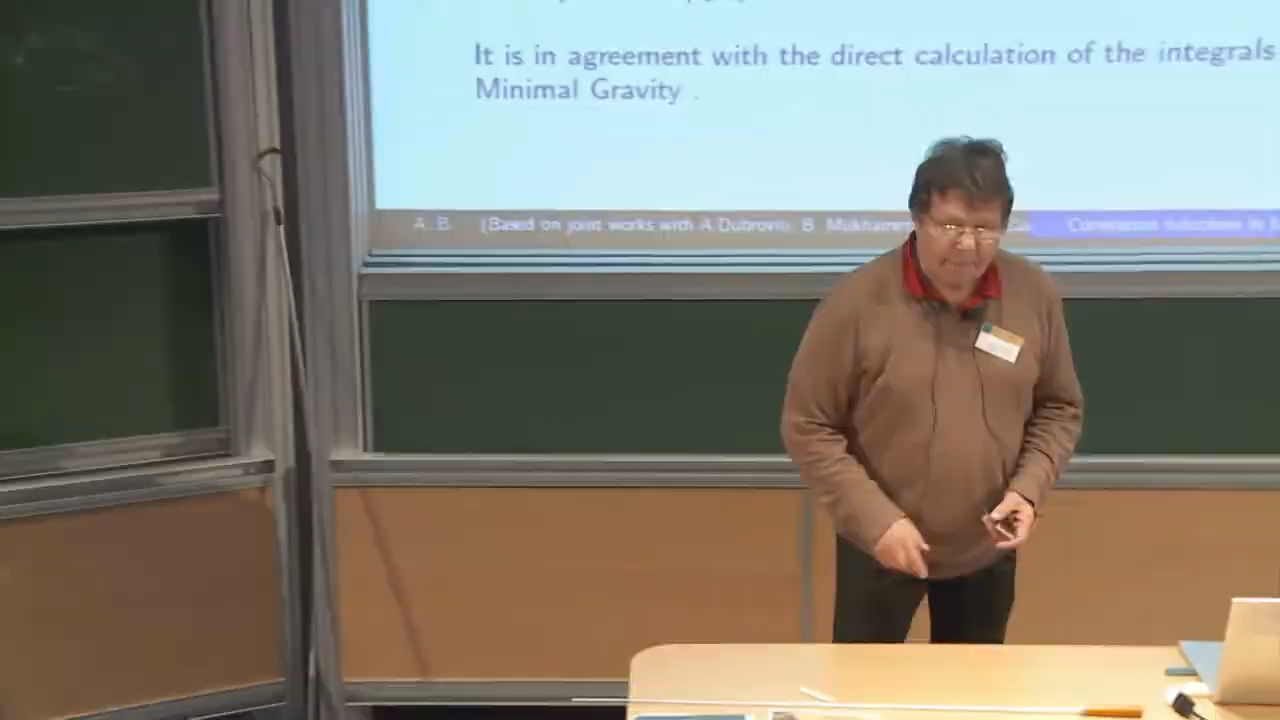 It is in agreement with the direct calculation of the integrals
Minimal Gravity .
A. B. (Based on joint works with A Dubrovin, B. Mukhame